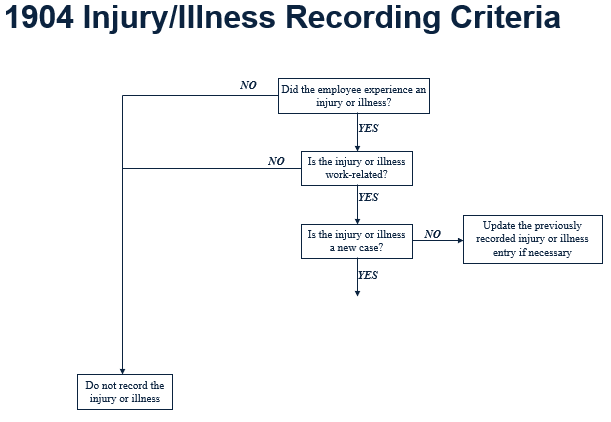 1904 Injury/Illness Recording Criteria
NO
Did the employee experience an
injury or illness?
YES
NO
Is the injury or illness
work-related?
YES
Is the injury or illness
a new case?
NO
Update the previously
recorded injury or illness
entry if necessary
YES
Do not record the
injury or illness